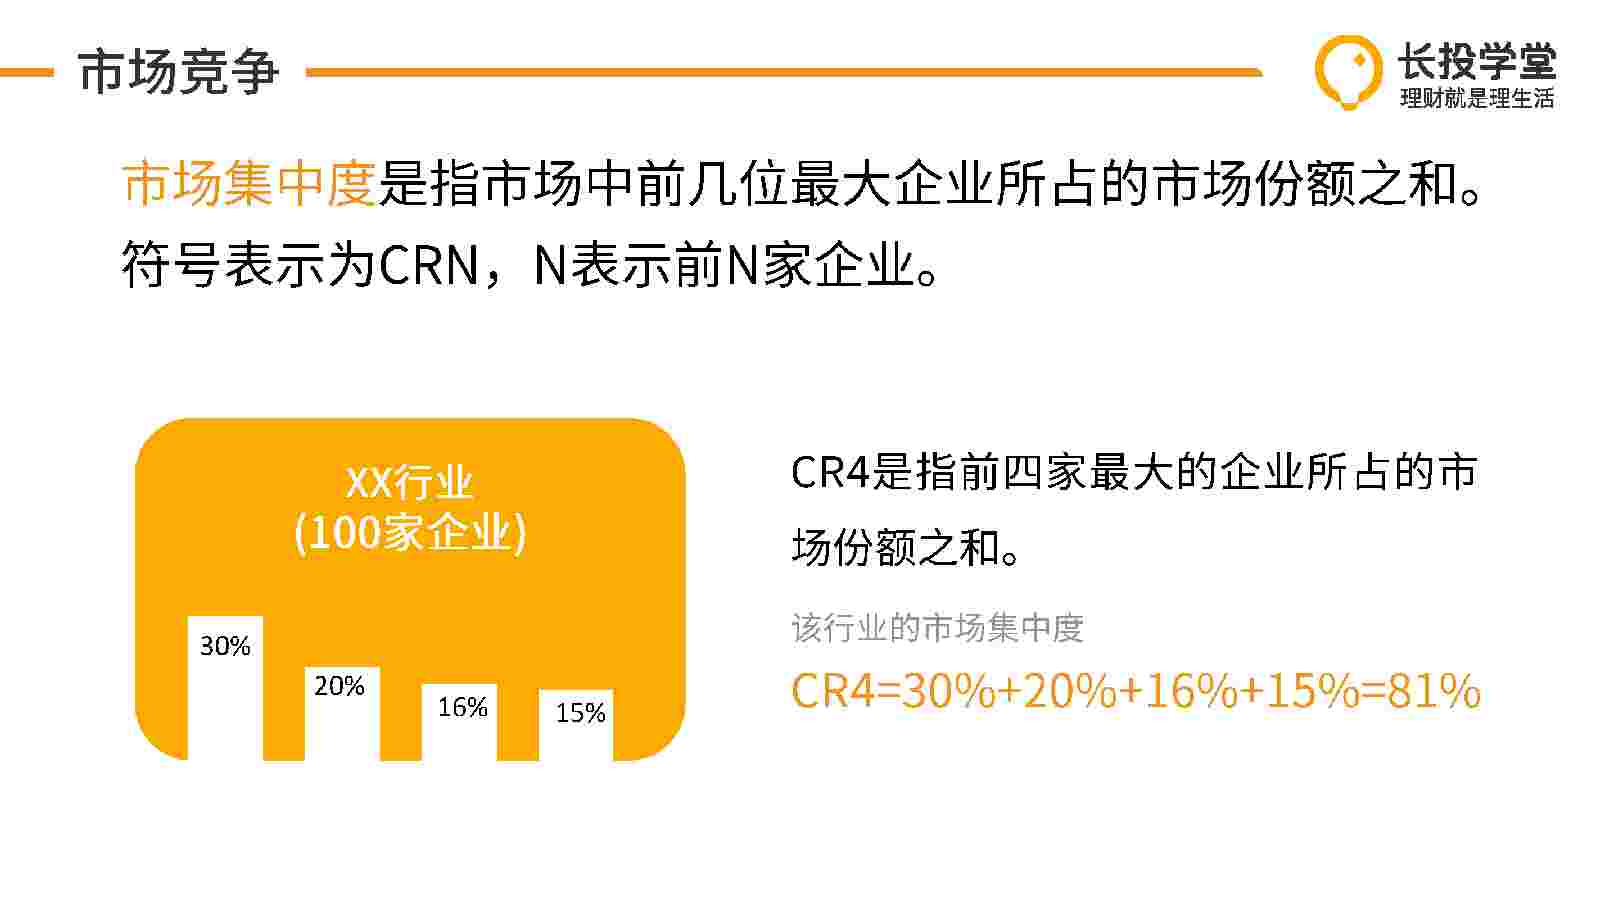 市场竞争
长投学堂
理财就是理生活
市场集中度是指市场中前几位最大企业所占的市场份额之和。
符号表示为CRN，N表示前N家企业。
XX行业
(100家企业)
30%
20%
16%
15%
CR4是指前四家最大的企业所占的市
场份额之和。
该行业的市场集中度
CR4=30%+20%+16%+15%=81%